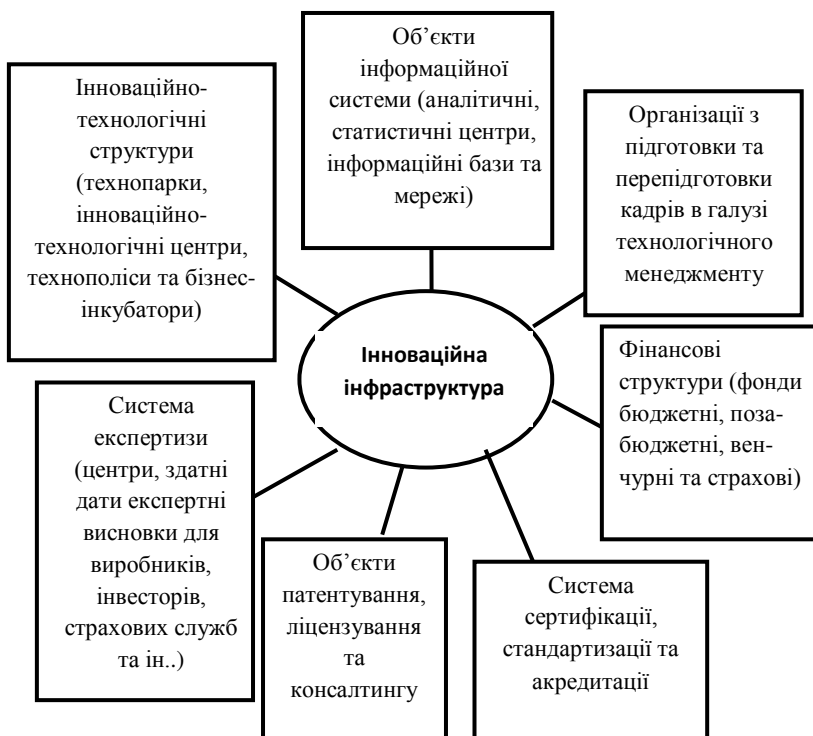 Інноваційно-
технологічні
структури
(технопарки,
інноваційно-
технологічні центри,
технополіси та бізнес-
інкубатори)
Об’єкти
інформаційної
системи (аналітичні,
статистичні центри,
інформаційні бази та
мережі)
Організації з
підготовки та
перепідготовки
кадрів в галузі
технологічного
менеджменту
Інноваційна
інфраструктура
Фінансові
структури (фонди
бюджетні, поза-
бюджетні, вен-
чурні та страхові)
Система
експертизи
(центри, здатні
дати експертні
висновки для
виробників,
інвесторів,
страхових служб
та ін..)
Об’єкти
патентування,
ліцензування
та
консалтингу
Система
сертифікації,
стандартизації та
акредитації